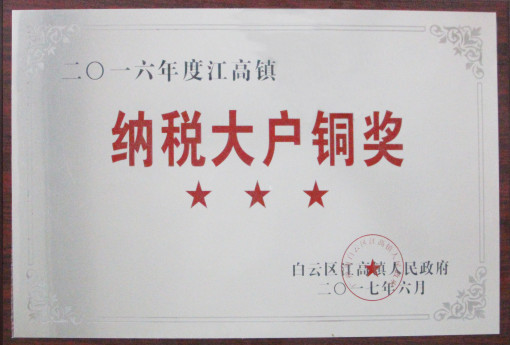 二〇一六年度江高镇
纳税大户铜奖
白云区江高镇人民政府
二〇一七年六月